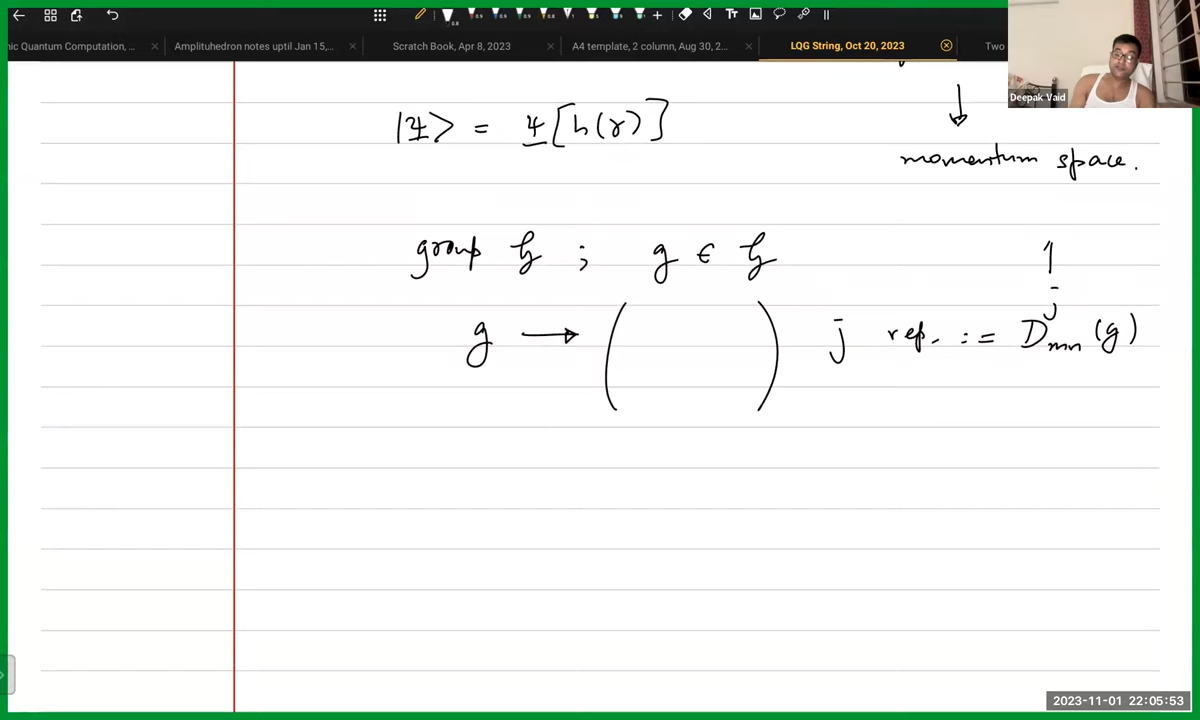 nic Quantum Computation, ... Amplituhedron notes uptil Jan 15,... Scratch Book, Apr 8, 2023 A4 template, 2 column, Aug 30, 2... LQG String, Oct 20, 2023 Two
Deepak Vaid
|Ψ> = Ψ[h(γ)]
momentum space.
group G ; g ∈ G
g → ( ) j rep. := D^j_mn (g)
2023-11-01 22:05:53